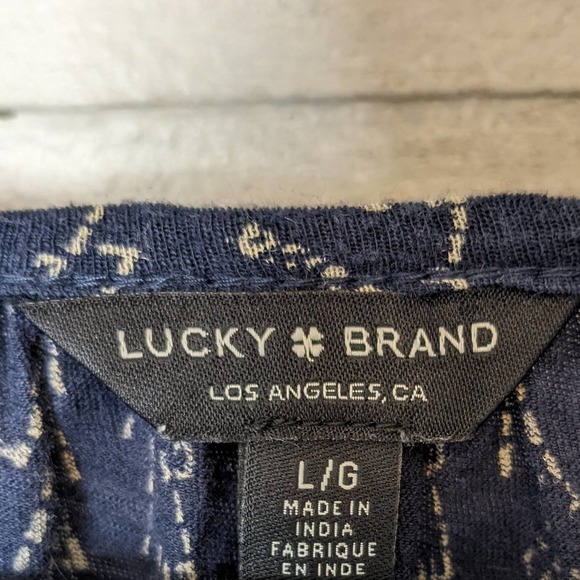 LUCKY BRAND
LOS ANGELES, CA
L/G
MADE IN
INDIA
FABRIQUE
EN INDE